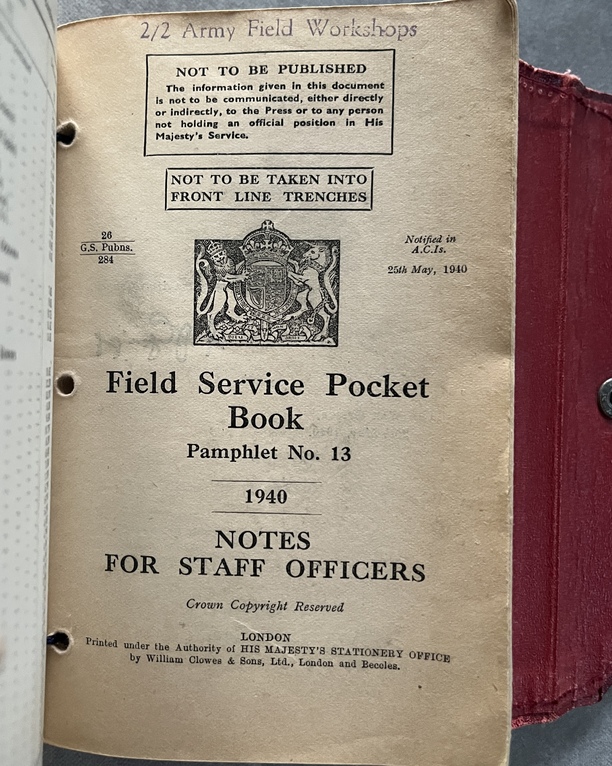 2/2 Army Field Workshops
NOT TO BE PUBLISHED
The information given in this document
is not to be communicated, either directly
or indirectly, to the Press or to any person
not holding an official position in His
Majesty's Service.
NOT TO BE TAKEN INTO
FRONT LINE TRENCHES
26
G.S. Pubns.
284
Notified in
A.C.Is.
25th May, 1940
Field Service Pocket
Book
Pamphlet No. 13
1940
NOTES
FOR STAFF OFFICERS
Crown Copyright Reserved
LONDON
Printed under the Authority of HIS MAJESTY'S STATIONERY OFFICE
by William Clowes & Sons, Ltd., London and Beccles.